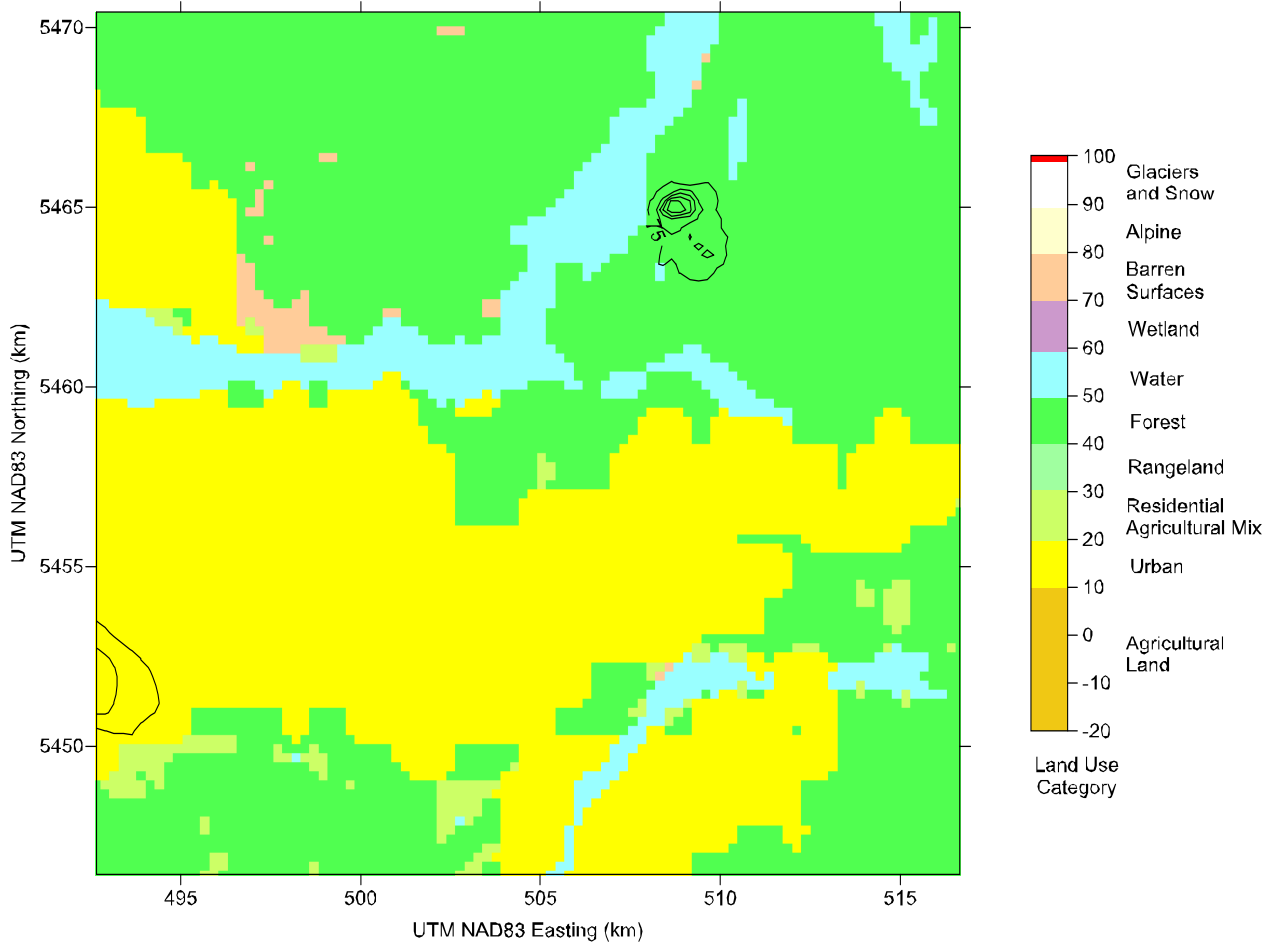 5470
5465
5460
5455
5450
UTM NAD83 Northing (km)
495
500
505
510
515
UTM NAD83 Easting (km)
15
100
90
80
70
60
50
40
30
20
10
0
-10
-20
Glaciers
and Snow
Alpine
Barren
Surfaces
Wetland
Water
Forest
Rangeland
Residential
Agricultural Mix
Urban
Agricultural
Land
Land Use
Category